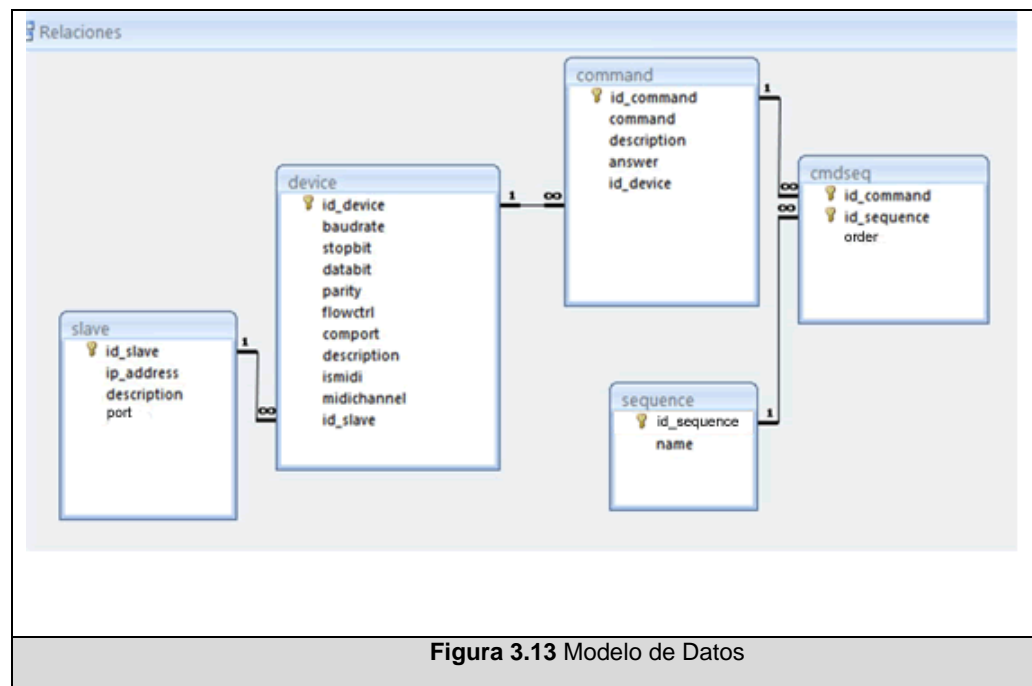 Relaciones
command
id_command
command
description
answer
id_device
1
∞
cmdseq
id_command
id_sequence
order
∞
∞
device
id_device
baudrate
stopbit
databit
parity
flowctrl
comport
description
ismidi
midichannel
id_slave
1
∞
slave
id_slave
ip_address
description
port
1
∞
sequence
id_sequence
name
1
Figura 3.13 Modelo de Datos